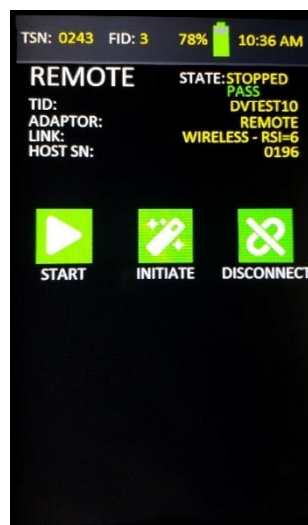 TSN: 0243 FID: 3 78% 10:36 AM
REMOTE STATE:STOPPED
PASS
TID: DVTEST10
ADAPTOR: REMOTE
LINK: WIRELESS - RSI=6
HOST SN: 0196
START INITIATE DISCONNECT